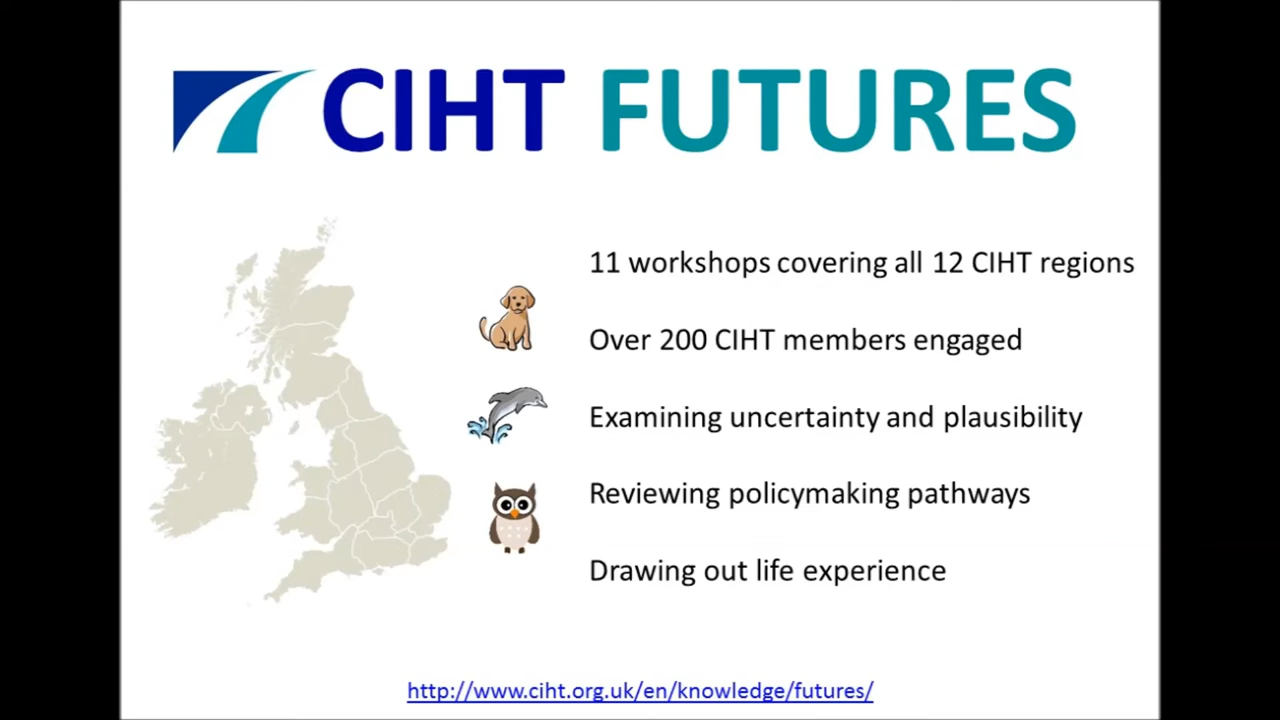 CIHT FUTURES
11 workshops covering all 12 CIHT regions
Over 200 CIHT members engaged
Examining uncertainty and plausibility
Reviewing policymaking pathways
Drawing out life experience
http://www.ciht.org.uk/en/knowledge/futures/